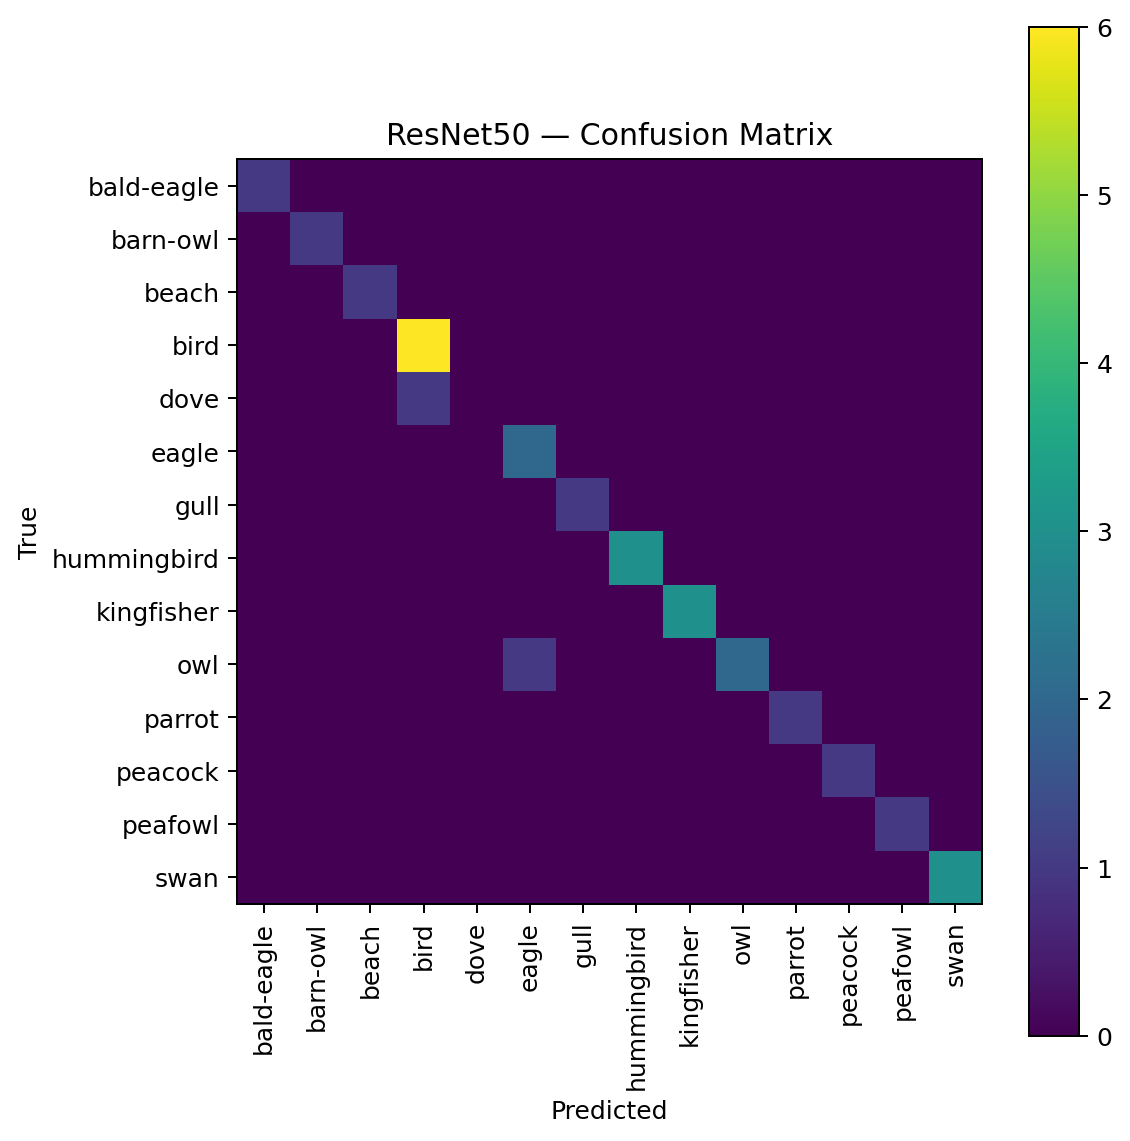 ResNet50 — Confusion Matrix
True
bald-eagle
barn-owl
beach
bird
dove
eagle
gull
hummingbird
kingfisher
owl
parrot
peacock
peafowl
swan
bald-eagle
barn-owl
beach
bird
dove
eagle
gull
hummingbird
kingfisher
owl
parrot
peacock
peafowl
swan
Predicted
6
5
4
3
2
1
0